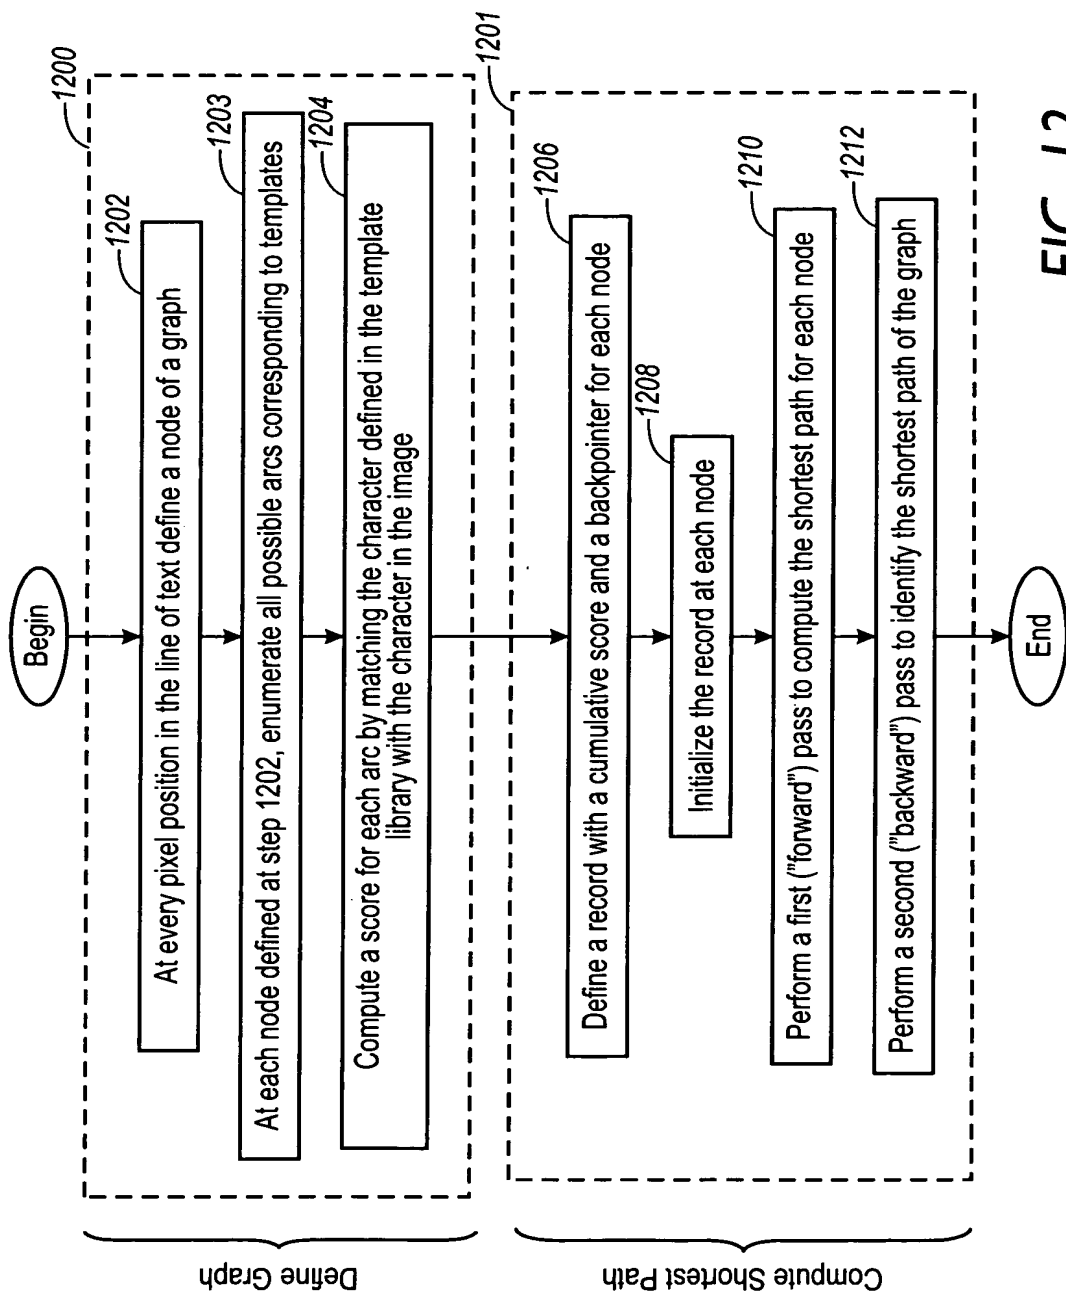 Begin
1200
1202
At every pixel position in the line of text define a node of a graph
1203
At each node defined at step 1202, enumerate all possible arcs corresponding to templates
1204
Compute a score for each arc by matching the character defined in the template
library with the character in the image
Define Graph
1201
1206
Define a record with a cumulative score and a backpointer for each node
1208
Initialize the record at each node
1210
Perform a first ("forward") pass to compute the shortest path for each node
1212
Perform a second ("backward") pass to identify the shortest path of the graph
Compute Shortest Path
End
FIG. 12